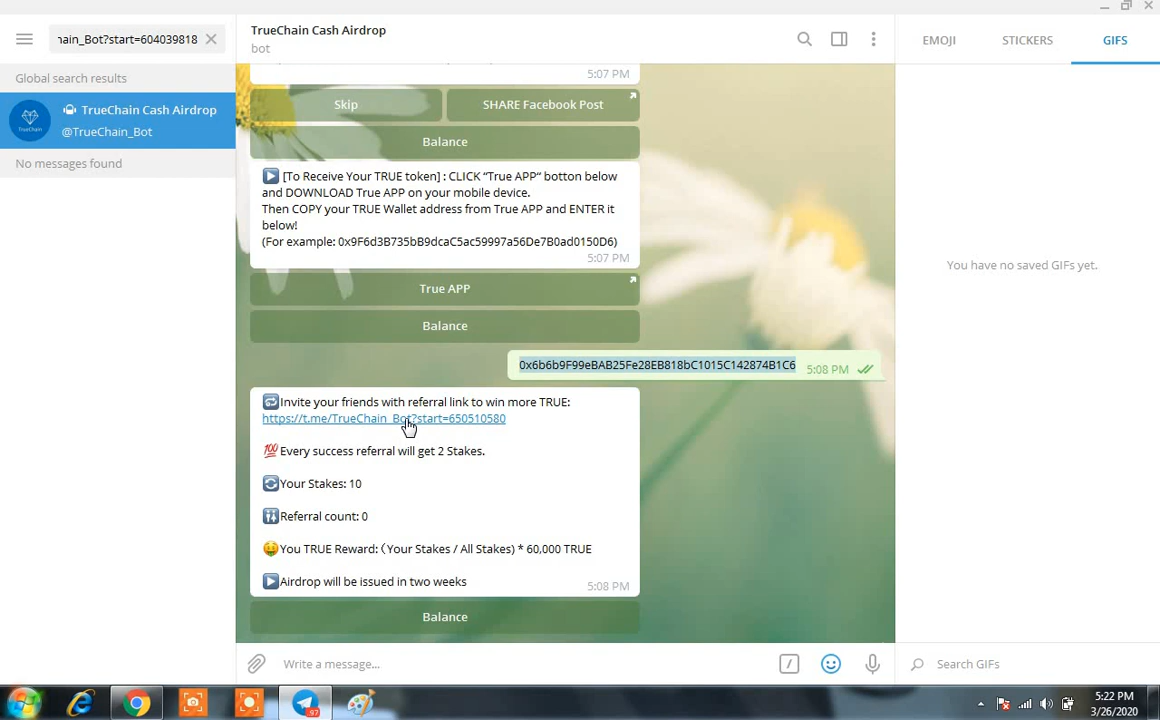 hain_Bot?start=604039818
Global search results
TrueChain Cash Airdrop
@TrueChain_Bot
No messages found
TrueChain Cash Airdrop
bot
5:07 PM
Skip
SHARE Facebook Post
Balance
[To Receive Your TRUE token] : CLICK “True APP“ botton below
and DOWNLOAD True APP on your mobile device.
Then COPY your TRUE Wallet address from True APP and ENTER it
below!
(For example: 0x9F6d3B735bB9dcaC5ac59997a56De7B0ad0150D6)
5:07 PM
True APP
Balance
0x6b6b9F99eBAB25Fe28EB818bC1015C142874B1C6
5:08 PM
Invite your friends with referral link to win more TRUE:
https://t.me/TrueChain_Bot?start=650510580
💯Every success referral will get 2 Stakes.
Your Stakes: 10
Referral count: 0
You TRUE Reward:（Your Stakes / All Stakes) * 60,000 TRUE
Airdrop will be issued in two weeks
5:08 PM
Balance
Write a message...
EMOJI
STICKERS
GIFS
You have no saved GIFs yet.
Search GIFs
97
5:22 PM
3/26/2020